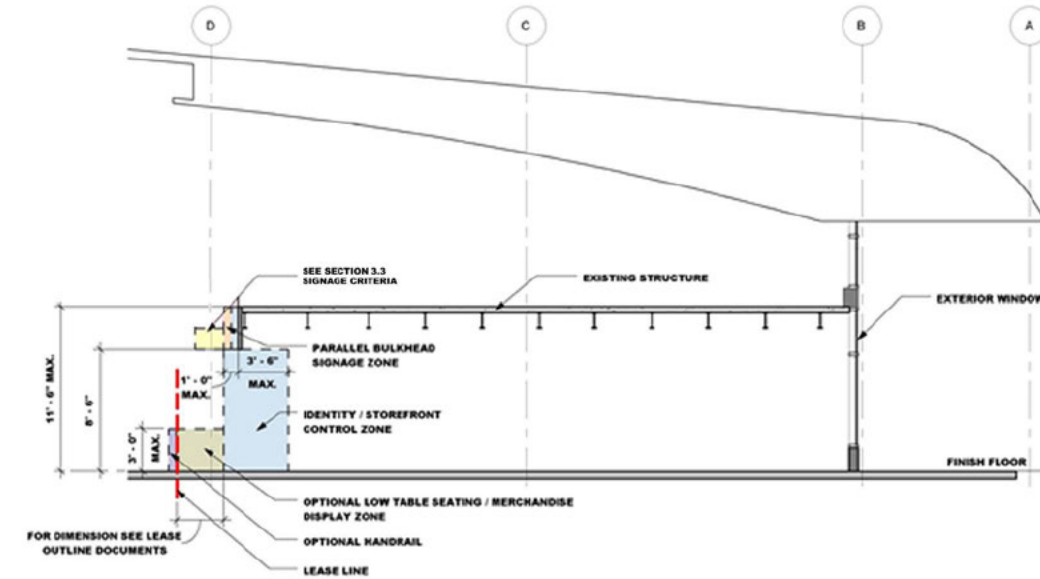 D
C
B
A
SEE SECTION 3.3
SIGNAGE CRITERIA
EXISTING STRUCTURE
EXTERIOR WINDOW
PARALLEL BULKHEAD
SIGNAGE ZONE
3' - 6"
MAX.
1' - 0"
MAX.
11' - 6" MAX.
8' - 6"
3' - 0"
MAX.
IDENTITY / STOREFRONT
CONTROL ZONE
FINISH FLOOR
OPTIONAL LOW TABLE SEATING / MERCHANDISE
DISPLAY ZONE
FOR DIMENSION SEE LEASE
OUTLINE DOCUMENTS
OPTIONAL HANDRAIL
LEASE LINE